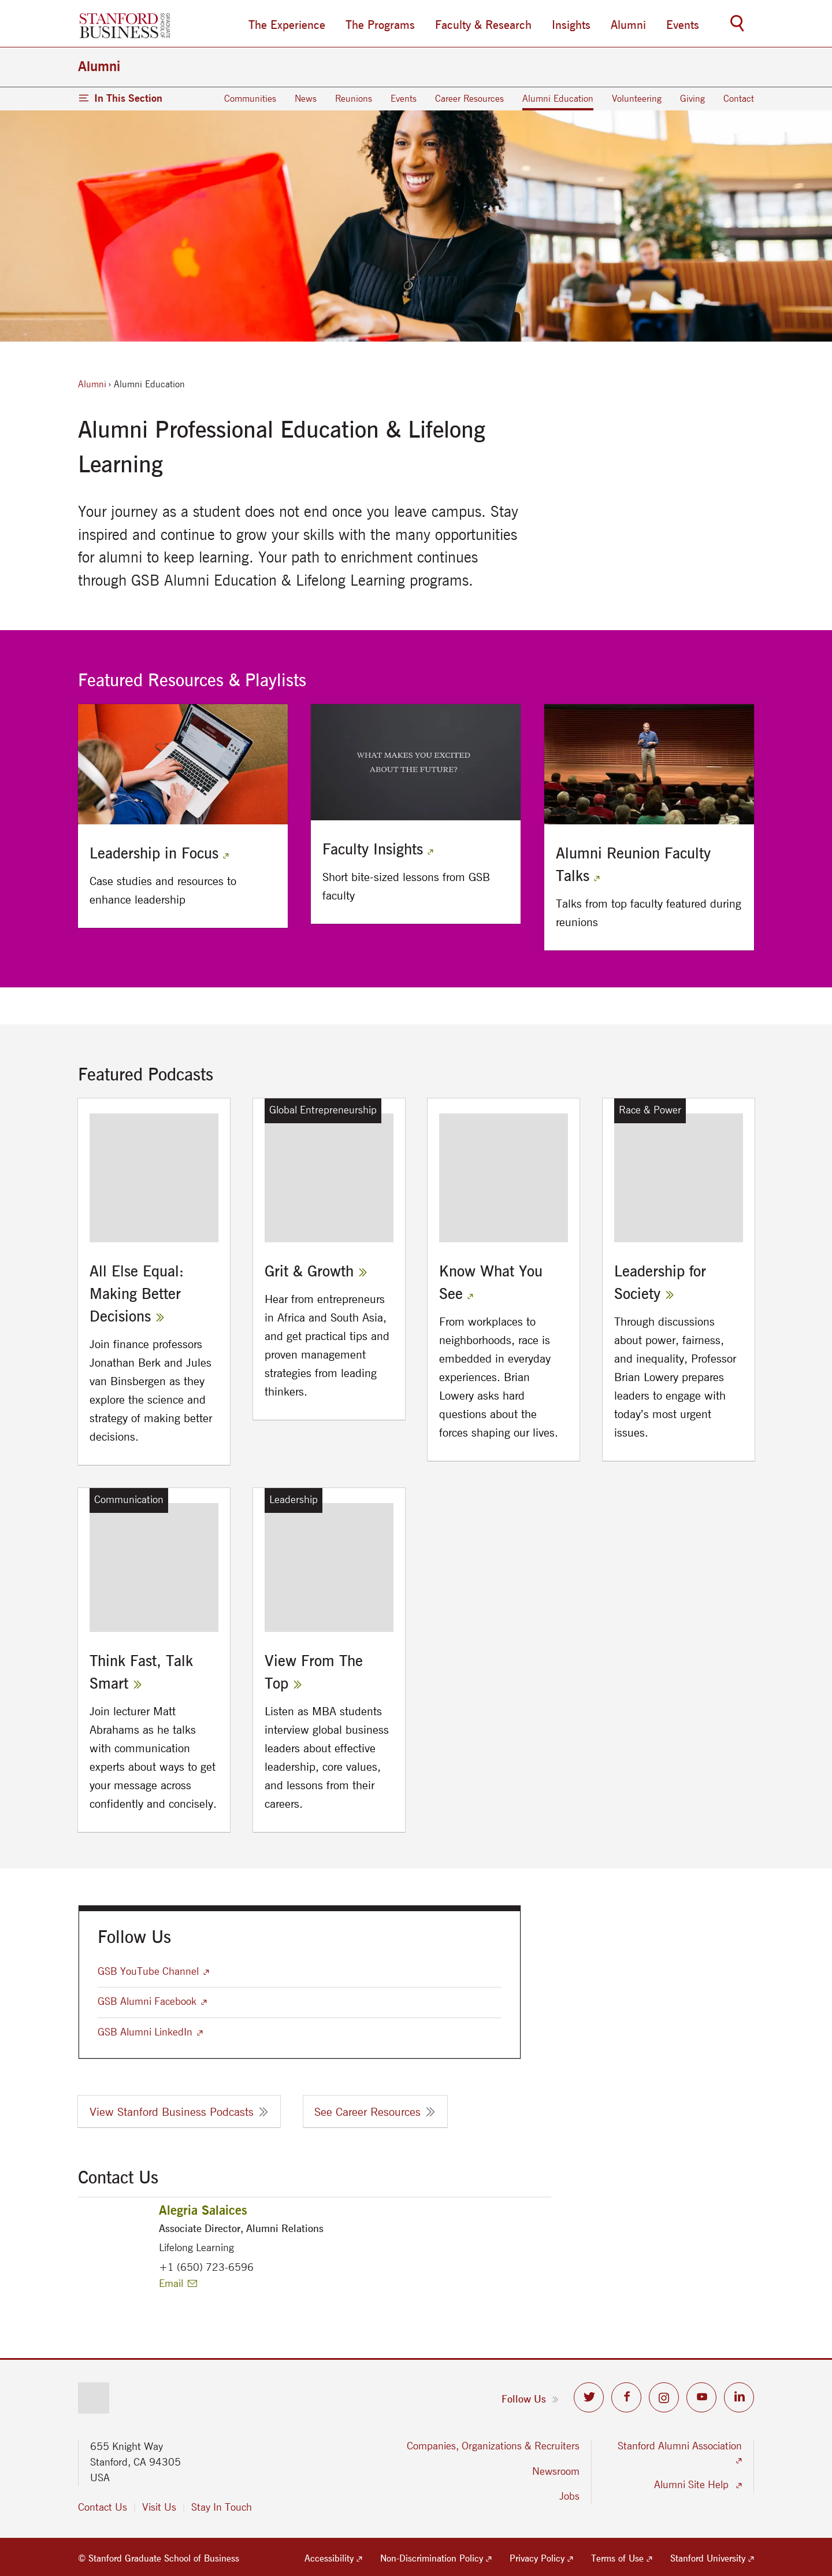 STANFORD
BUSINESS
GRADUATE
SCHOOL OF
The Experience The Programs Faculty & Research Insights Alumni Events
Alumni
In This Section Communities News Reunions Events Career Resources Alumni Education Volunteering Giving Contact
Alumni › Alumni Education
Alumni Professional Education & Lifelong
Learning
Your journey as a student does not end once you leave campus. Stay
inspired and continue to grow your skills with the many opportunities
for alumni to keep learning. Your path to enrichment continues
through GSB Alumni Education & Lifelong Learning programs.
Featured Resources & Playlists
Leadership in Focus
Case studies and resources to
enhance leadership
WHAT MAKES YOU EXCITED
ABOUT THE FUTURE?
Faculty Insights
Short bite-sized lessons from GSB
faculty
Alumni Reunion Faculty
Talks
Talks from top faculty featured during
reunions
Featured Podcasts
All Else Equal:
Making Better
Decisions
Join finance professors
Jonathan Berk and Jules
van Binsbergen as they
explore the science and
strategy of making better
decisions.
Global Entrepreneurship
Grit & Growth
Hear from entrepreneurs
in Africa and South Asia,
and get practical tips and
proven management
strategies from leading
thinkers.
Know What You
See
From workplaces to
neighborhoods, race is
embedded in everyday
experiences. Brian
Lowery asks hard
questions about the
forces shaping our lives.
Race & Power
Leadership for
Society
Through discussions
about power, fairness,
and inequality, Professor
Brian Lowery prepares
leaders to engage with
today's most urgent
issues.
Communication
Think Fast, Talk
Smart
Join lecturer Matt
Abrahams as he talks
with communication
experts about ways to get
your message across
confidently and concisely.
Leadership
View From The
Top
Listen as MBA students
interview global business
leaders about effective
leadership, core values,
and lessons from their
careers.
Follow Us
GSB YouTube Channel
GSB Alumni Facebook
GSB Alumni LinkedIn
View Stanford Business Podcasts
See Career Resources
Contact Us
Alegria Salaices
Associate Director, Alumni Relations
Lifelong Learning
+1 (650) 723-6596
Email
Follow Us
655 Knight Way
Stanford, CA 94305
USA
Contact Us Visit Us Stay In Touch
Companies, Organizations & Recruiters
Newsroom
Jobs
Stanford Alumni Association
Alumni Site Help
© Stanford Graduate School of Business Accessibility Non-Discrimination Policy Privacy Policy Terms of Use Stanford University